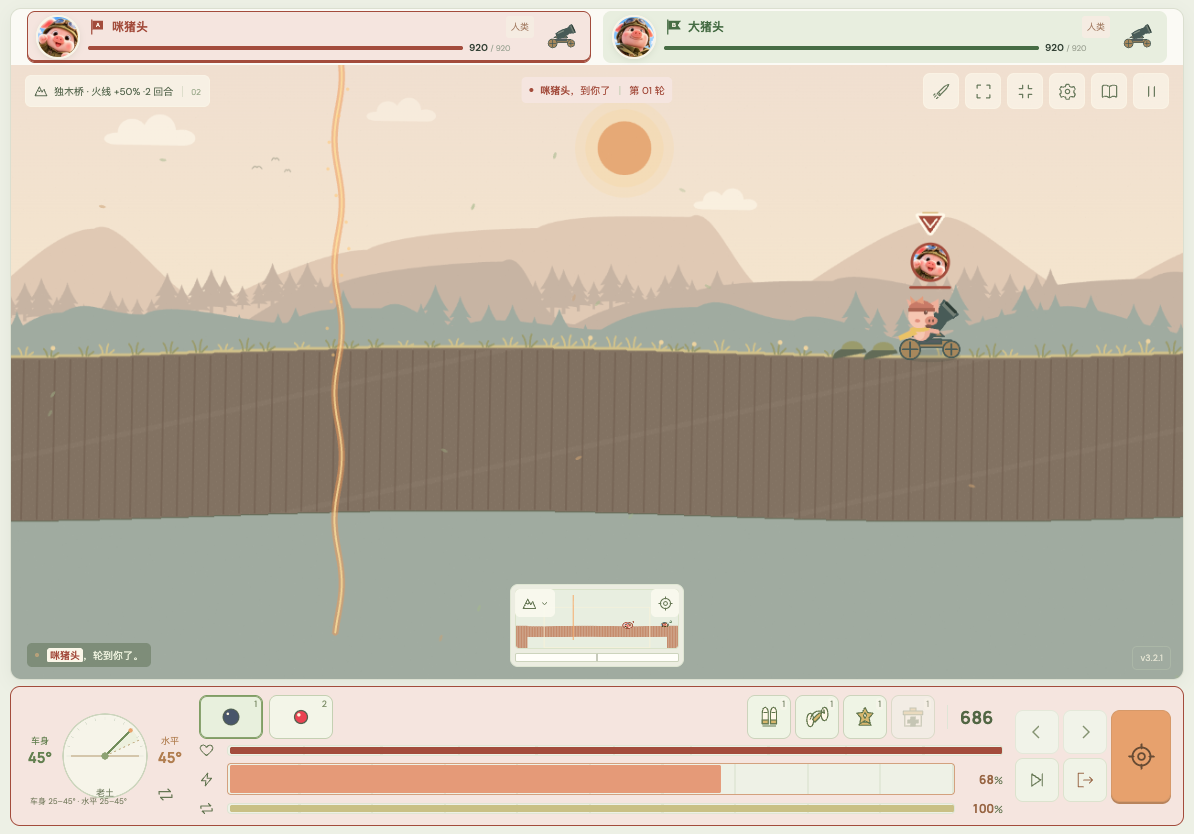 咪猪头
人类
920 / 920
大猪头
人类
920 / 920
独木桥 · 火线 +50% ·2 回合 02
咪猪头，到你了 第 01 轮
咪猪头，轮到你了。
v3.2.1
车身
45°
水平
45°
老土
车身 25–45° · 水平 25–45°
1
2
1
1
1
1
686
68%
100%